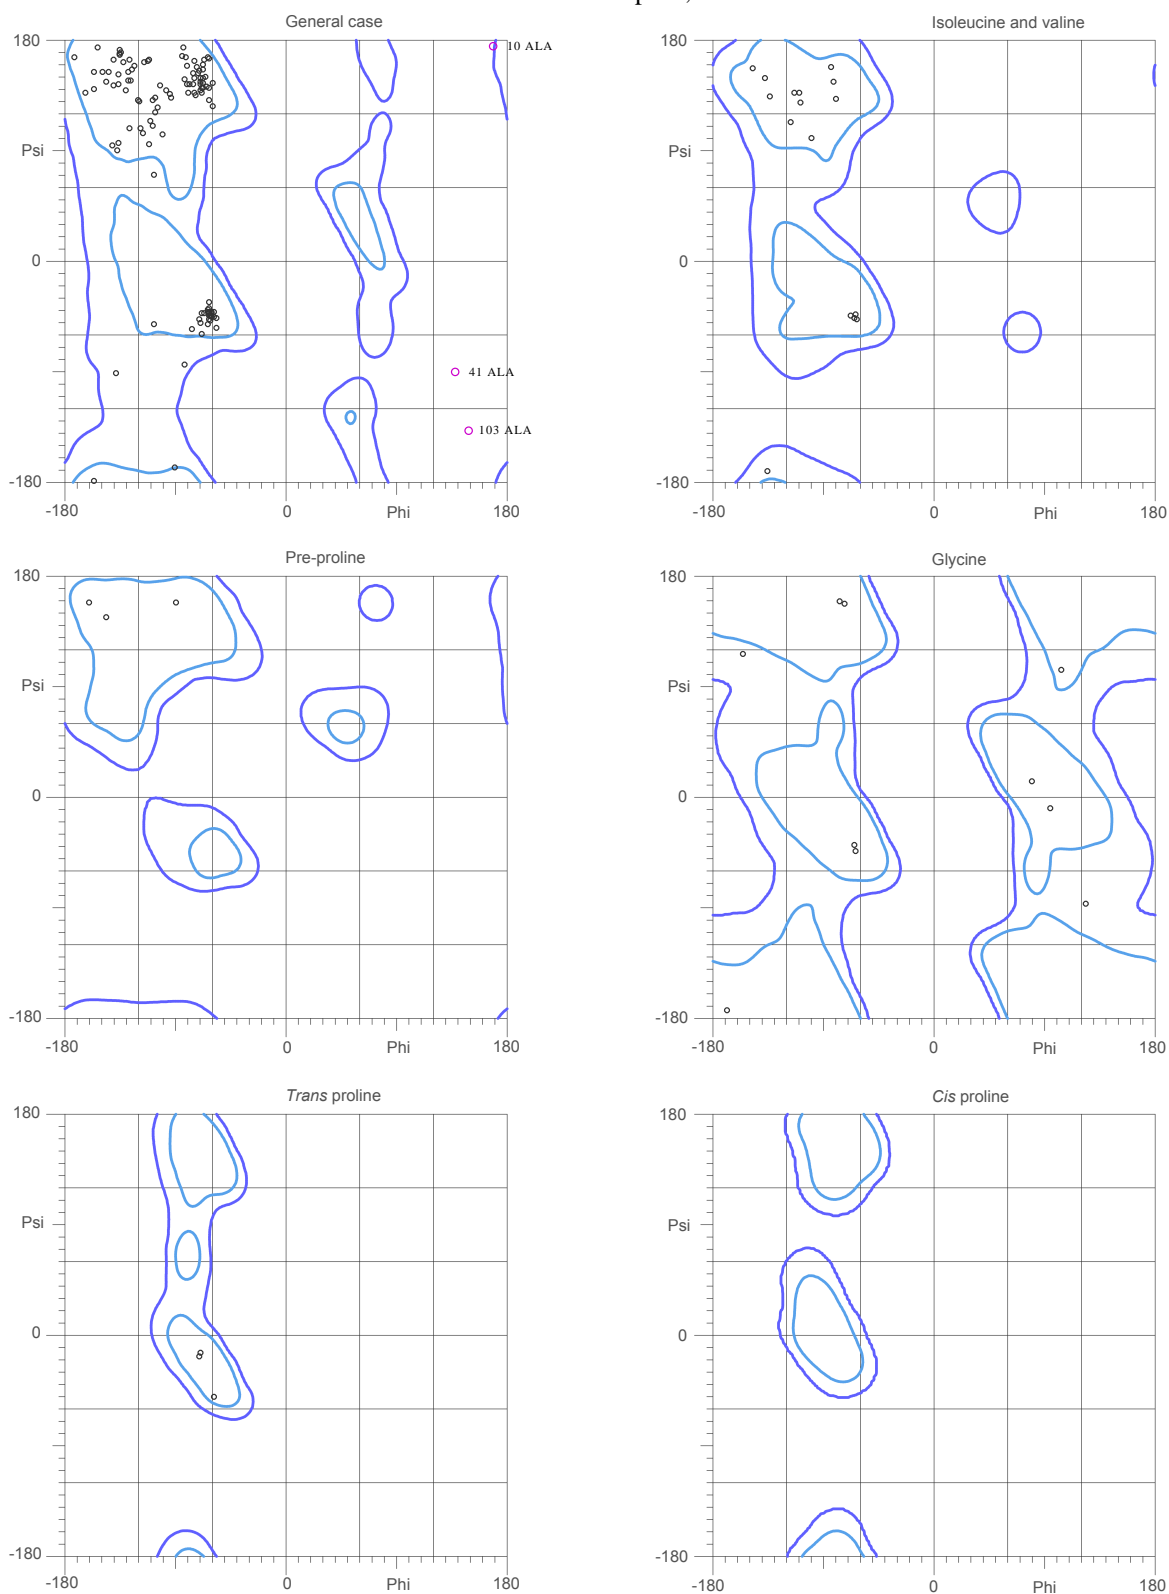 General case
Isoleucine and valine
180
10 ALA
180
Psi
Psi
0
0
41 ALA
103 ALA
-180
-180
-180
0
Phi
180
-180
0
Phi
180
Pre-proline
Glycine
180
180
Psi
Psi
0
0
-180
-180
-180
0
Phi
180
-180
0
Phi
180
Trans proline
Cis proline
180
180
Psi
Psi
0
0
-180
-180
-180
0
Phi
180
-180
0
Phi
180